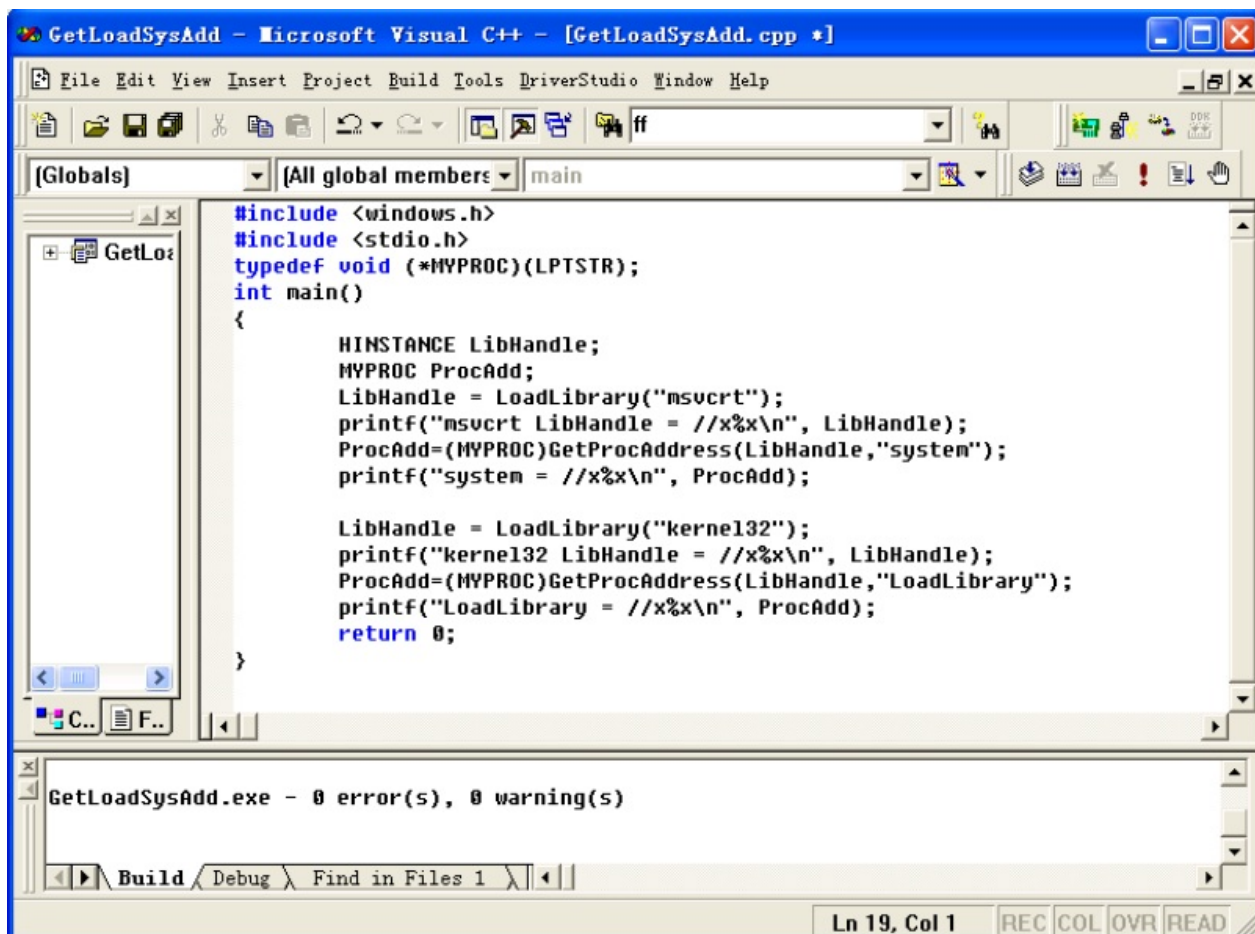 GetLoadSysAdd - Microsoft Visual C++ - [GetLoadSysAdd.cpp *]
File Edit View Insert Project Build Tools DriverStudio Window Help
ff
DDK
(Globals)
(All global members
main
GetLoa
#include <windows.h>
#include <stdio.h>
typedef void (*MYPROC)(LPTSTR);
int main()
{
HINSTANCE LibHandle;
MYPROC ProcAdd;
LibHandle = LoadLibrary("msvcrt");
printf("msvcrt LibHandle = //x%x\n", LibHandle);
ProcAdd=(MYPROC)GetProcAddress(LibHandle,"system");
printf("system = //x%x\n", ProcAdd);
LibHandle = LoadLibrary("kernel32");
printf("kernel32 LibHandle = //x%x\n", LibHandle);
ProcAdd=(MYPROC)GetProcAddress(LibHandle,"LoadLibrary");
printf("LoadLibrary = //x%x\n", ProcAdd);
return 0;
}
C..
F..
GetLoadSysAdd.exe - 0 error(s), 0 warning(s)
Build Debug Find in Files 1
Ln 19, Col 1 REC COL OVR READ